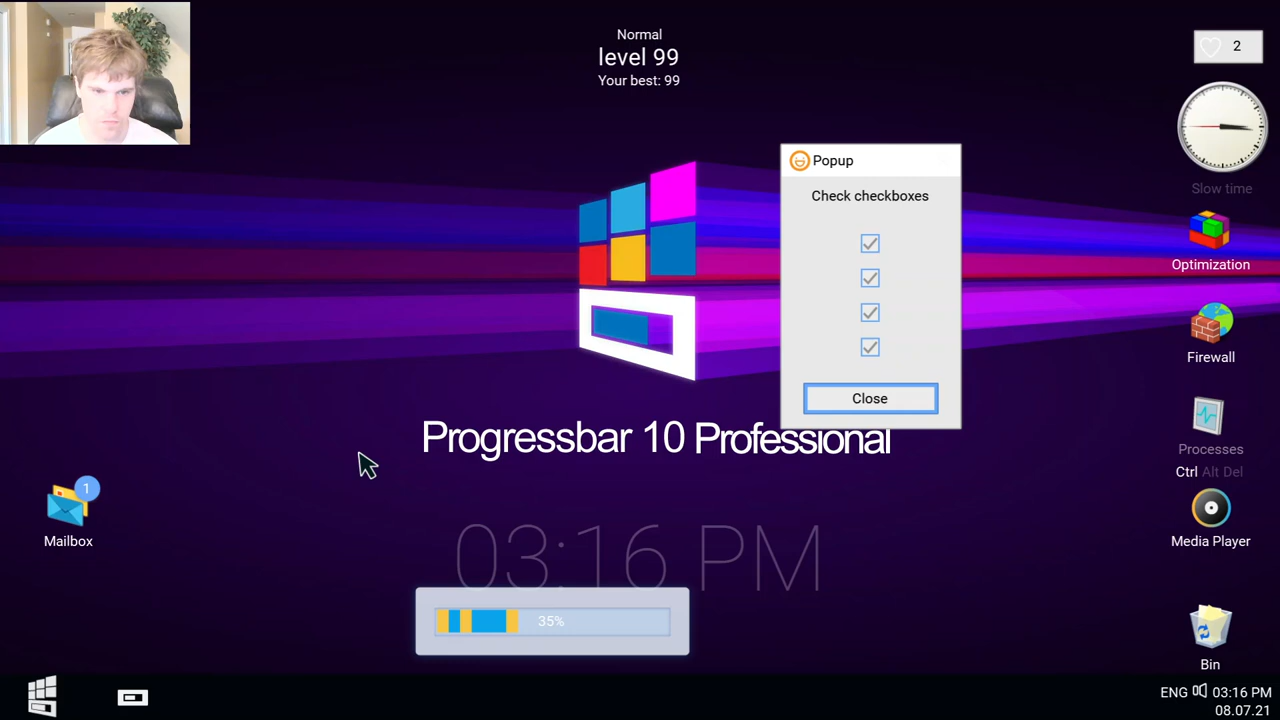 Normal
level 99
Your best: 99
2
Slow time
Popup
Check checkboxes
Close
Optimization
Firewall
Processes
Ctrl Alt Del
Media Player
Progressbar 10 Professional
1
Mailbox
03:16 PM
35%
Bin
ENG 03:16 PM
08.07.21